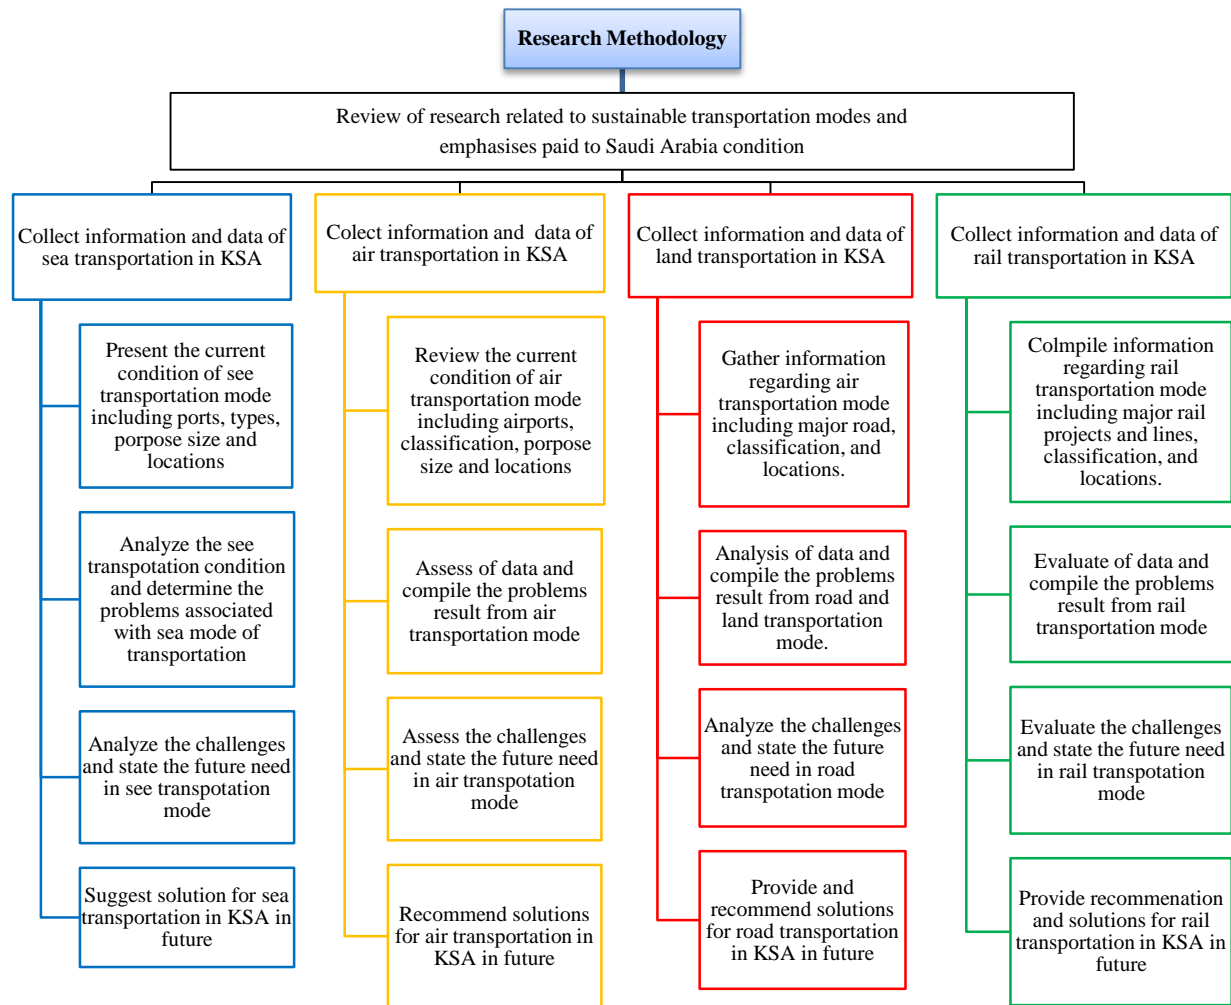 Research Methodology
Review of research related to sustainable transportation modes and
emphasises paid to Saudi Arabia condition
Collect information and data of
sea transportation in KSA
Present the current
condition of see
transportation mode
including ports, types,
porpose size and
locations
Analyze the see
transpotation condition
and determine the
problems associated
with sea mode of
transportation
Analyze the challenges
and state the future need
in see transpotation
mode
Suggest solution for sea
transportation in KSA in
future
Colect information and data of
air transportation in KSA
Review the current
condition of air
transportation mode
including airports,
classification, porpose
size and locations
Assess of data and
compile the problems
result from air
transportation mode
Assess the challenges
and state the future need
in air transpotation
mode
Recommend solutions
for air transportation in
KSA in future
Collect information and data of
land transportation in KSA
Gather information
regarding air
transportation mode
including major road,
classification, and
locations.
Analysis of data and
compile the problems
result from road and
land transportation
mode.
Analyze the challenges
and state the future
need in road
transpotation mode
Provide and
recommend solutions
for road transportation
in KSA in future
Collect information and data of
rail transportation in KSA
Colmpile information
regarding rail
transportation mode
including major rail
projects and lines,
classification, and
locations.
Evaluate of data and
compile the problems
result from rail
transportation mode
Evaluate the challenges
and state the future need
in rail transpotation
mode
Provide recommenation
and solutions for rail
transportation in KSA in
future